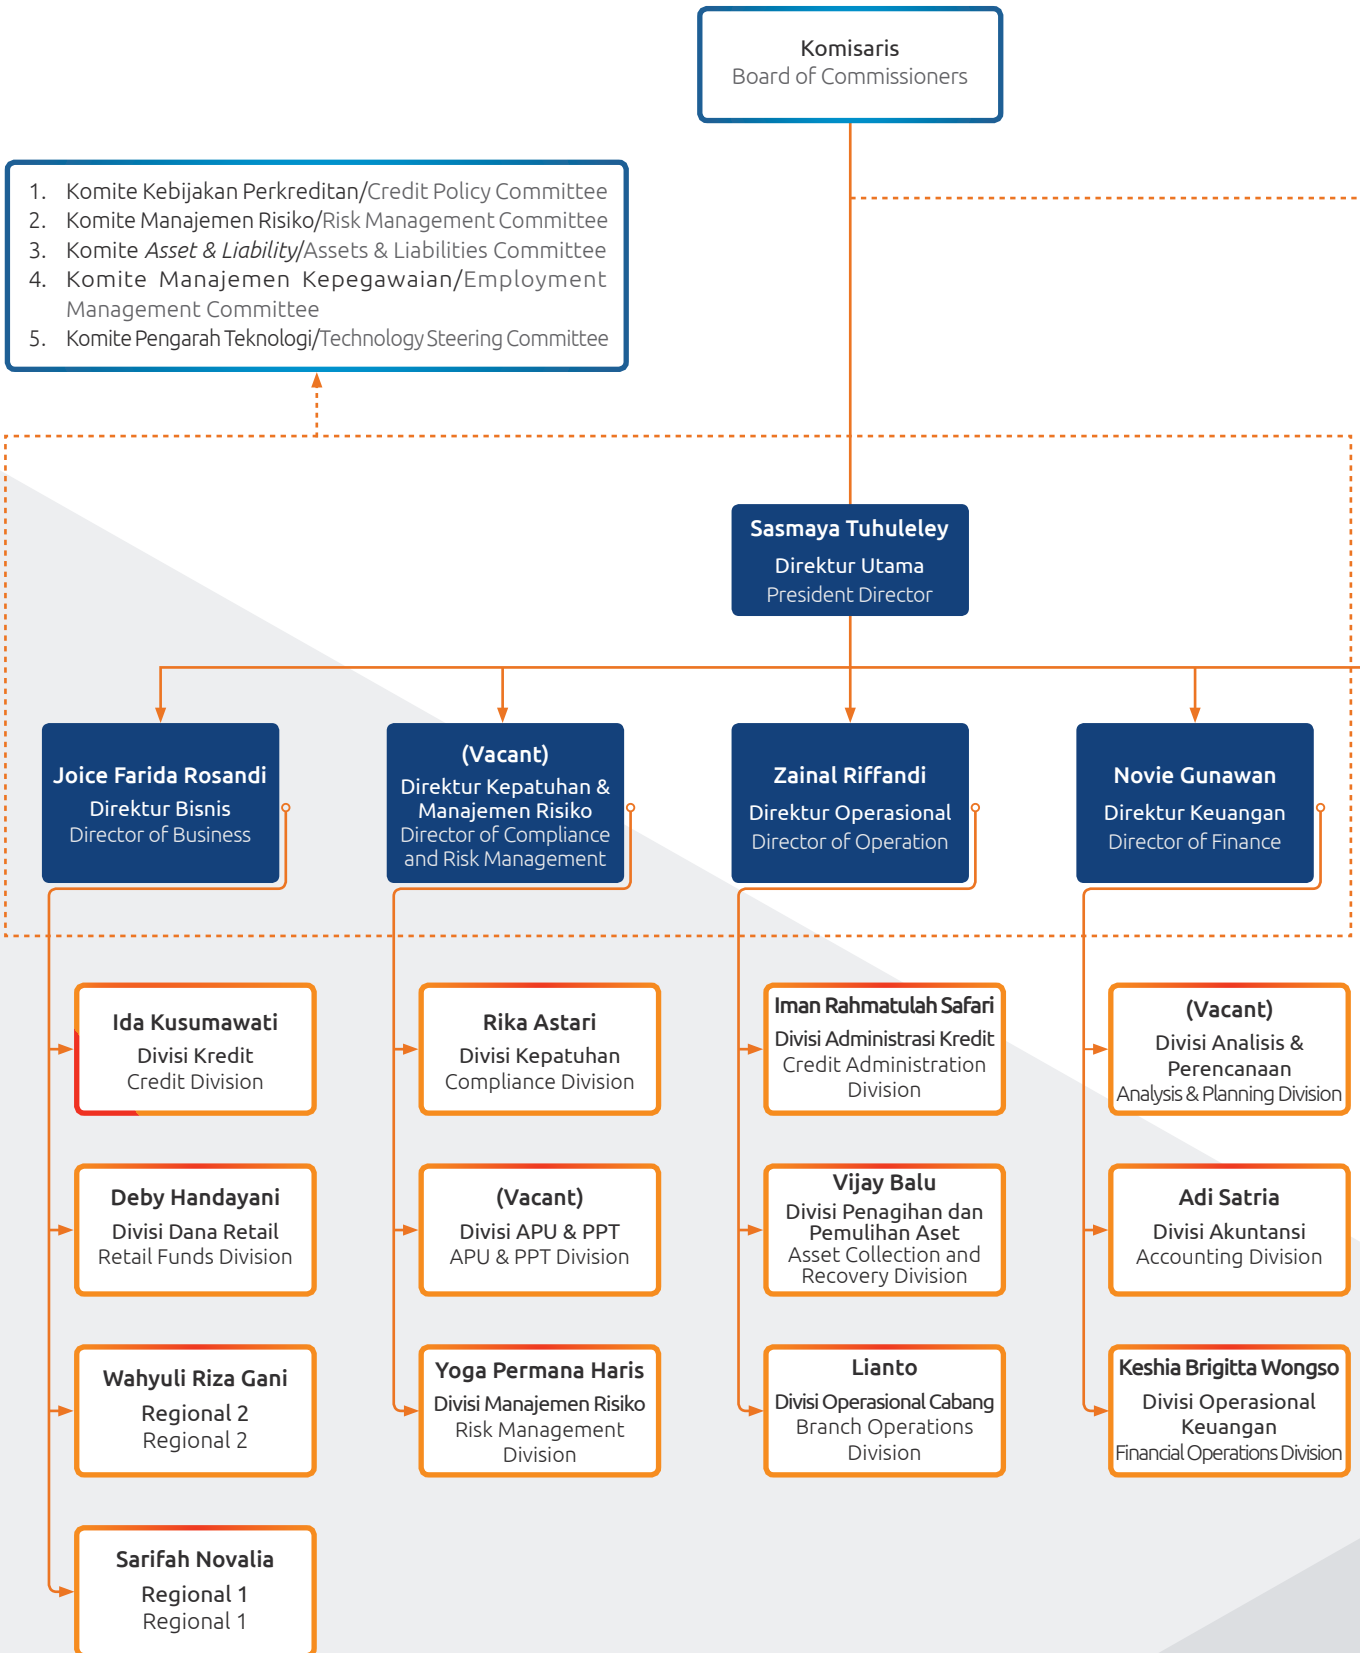 Komisaris
Board of Commissioners
1. Komite Kebijakan Perkreditan/Credit Policy Committee
2. Komite Manajemen Risiko/Risk Management Committee
3. Komite Asset & Liability/Assets & Liabilities Committee
4. Komite Manajemen Kepegawaian/Employment
Management Committee
5. Komite Pengarah Teknologi/Technology Steering Committee
Sasmaya Tuhuleley
Direktur Utama
President Director
Joice Farida Rosandi
Direktur Bisnis
Director of Business
(Vacant)
Direktur Kepatuhan &
Manajemen Risiko
Director of Compliance
and Risk Management
Zainal Riffandi
Direktur Operasional
Director of Operation
Novie Gunawan
Direktur Keuangan
Director of Finance
Ida Kusumawati
Divisi Kredit
Credit Division
Rika Astari
Divisi Kepatuhan
Compliance Division
Iman Rahmatulah Safari
Divisi Administrasi Kredit
Credit Administration
Division
(Vacant)
Divisi Analisis &
Perencanaan
Analysis & Planning Division
Deby Handayani
Divisi Dana Retail
Retail Funds Division
(Vacant)
Divisi APU & PPT
APU & PPT Division
Vijay Balu
Divisi Penagihan dan
Pemulihan Aset
Asset Collection and
Recovery Division
Adi Satria
Divisi Akuntansi
Accounting Division
Wahyuli Riza Gani
Regional 2
Regional 2
Yoga Permana Haris
Divisi Manajemen Risiko
Risk Management
Division
Lianto
Divisi Operasional Cabang
Branch Operations
Division
Keshia Brigitta Wongso
Divisi Operasional
Keuangan
Financial Operations Division
Sarifah Novalia
Regional 1
Regional 1